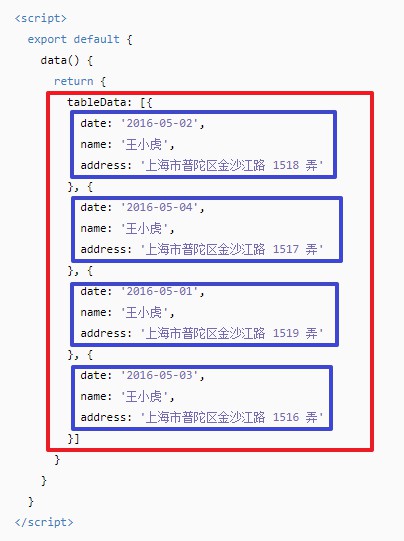 <script>
export default {
data() {
return {
tableData: [{
date: '2016-05-02',
name: '王小虎',
address: '上海市普陀区金沙江路 1518 弄'
}, {
date: '2016-05-04',
name: '王小虎',
address: '上海市普陀区金沙江路 1517 弄'
}, {
date: '2016-05-01',
name: '王小虎',
address: '上海市普陀区金沙江路 1519 弄'
}, {
date: '2016-05-03',
name: '王小虎',
address: '上海市普陀区金沙江路 1516 弄'
}]
}
}
}
</script>